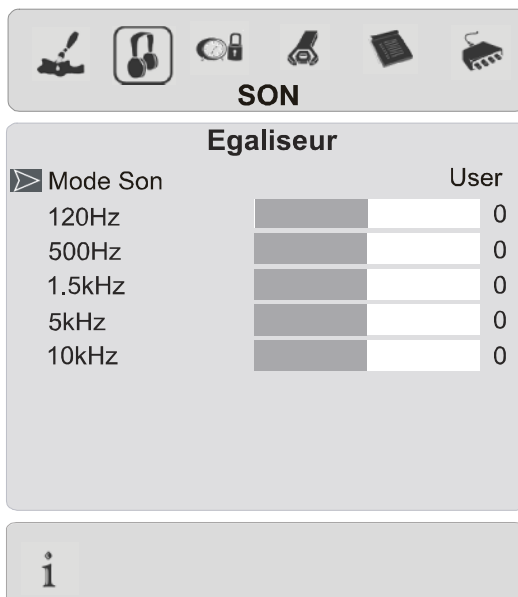 SON
Egaliseur
Mode Son User
120Hz 0
500Hz 0
1.5kHz 0
5kHz 0
10kHz 0
i